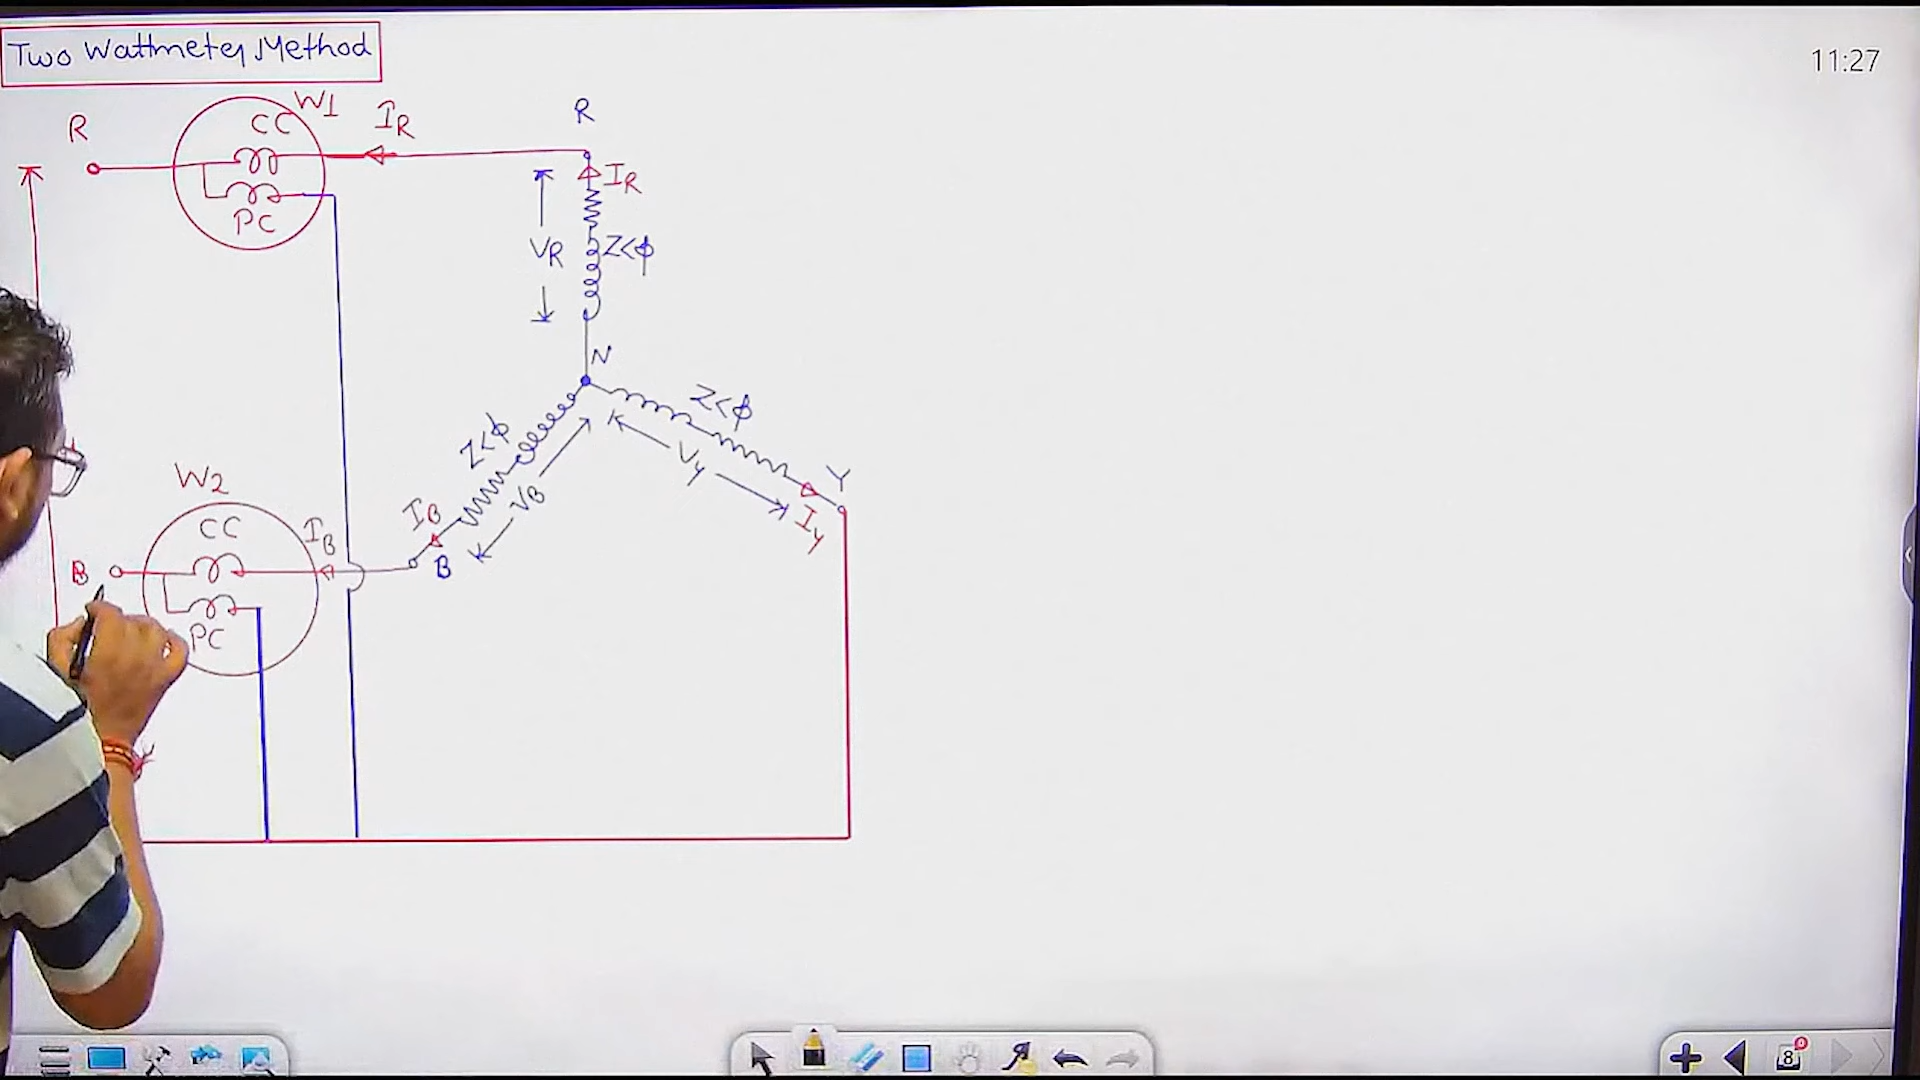 Two Wattmeter Method
11:27
W1
R
CC
IR
R
PC
IR
VR
Z<ϕ
N
Z<ϕ
Z<ϕ
Vy
Y
VB
Iy
W2
CC
IB
IB
B
B
PC
8